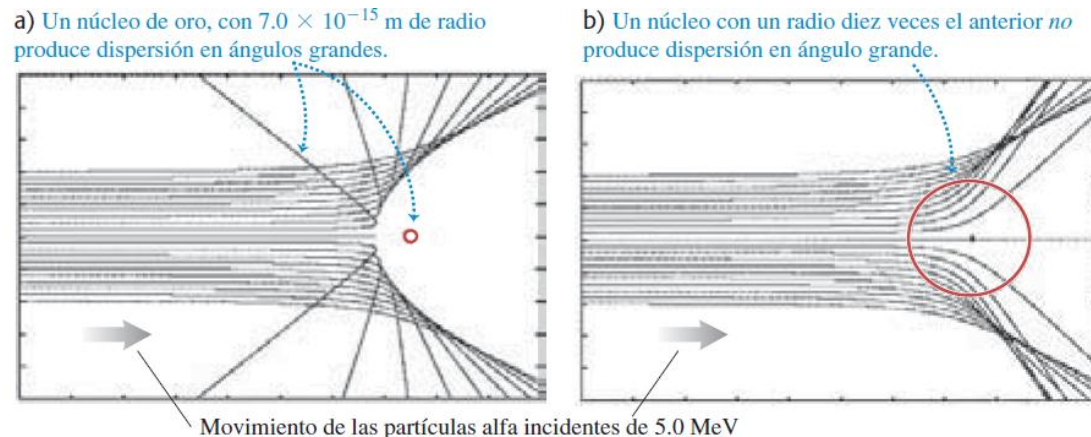 a) Un núcleo de oro, con 7.0 × 10⁻¹⁵ m de radio
produce dispersión en ángulos grandes.
b) Un núcleo con un radio diez veces el anterior no
produce dispersión en ángulo grande.
Movimiento de las partículas alfa incidentes de 5.0 MeV